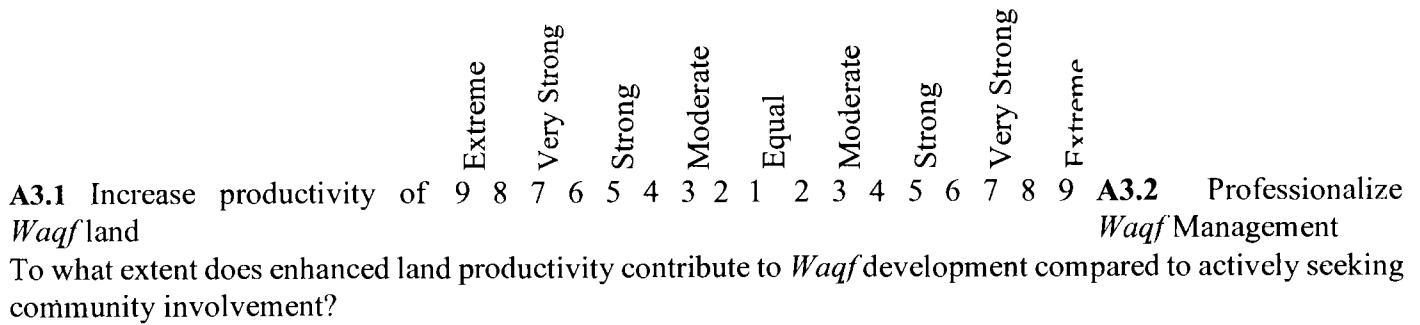 Extreme Very Strong Strong Moderate Equal Moderate Strong Very Strong Extreme
A3.1 Increase productivity of 9 8 7 6 5 4 3 2 1 2 3 4 5 6 7 8 9 A3.2 Professionalize
Waqf land Waqf Management
To what extent does enhanced land productivity contribute to Waqf development compared to actively seeking
community involvement?